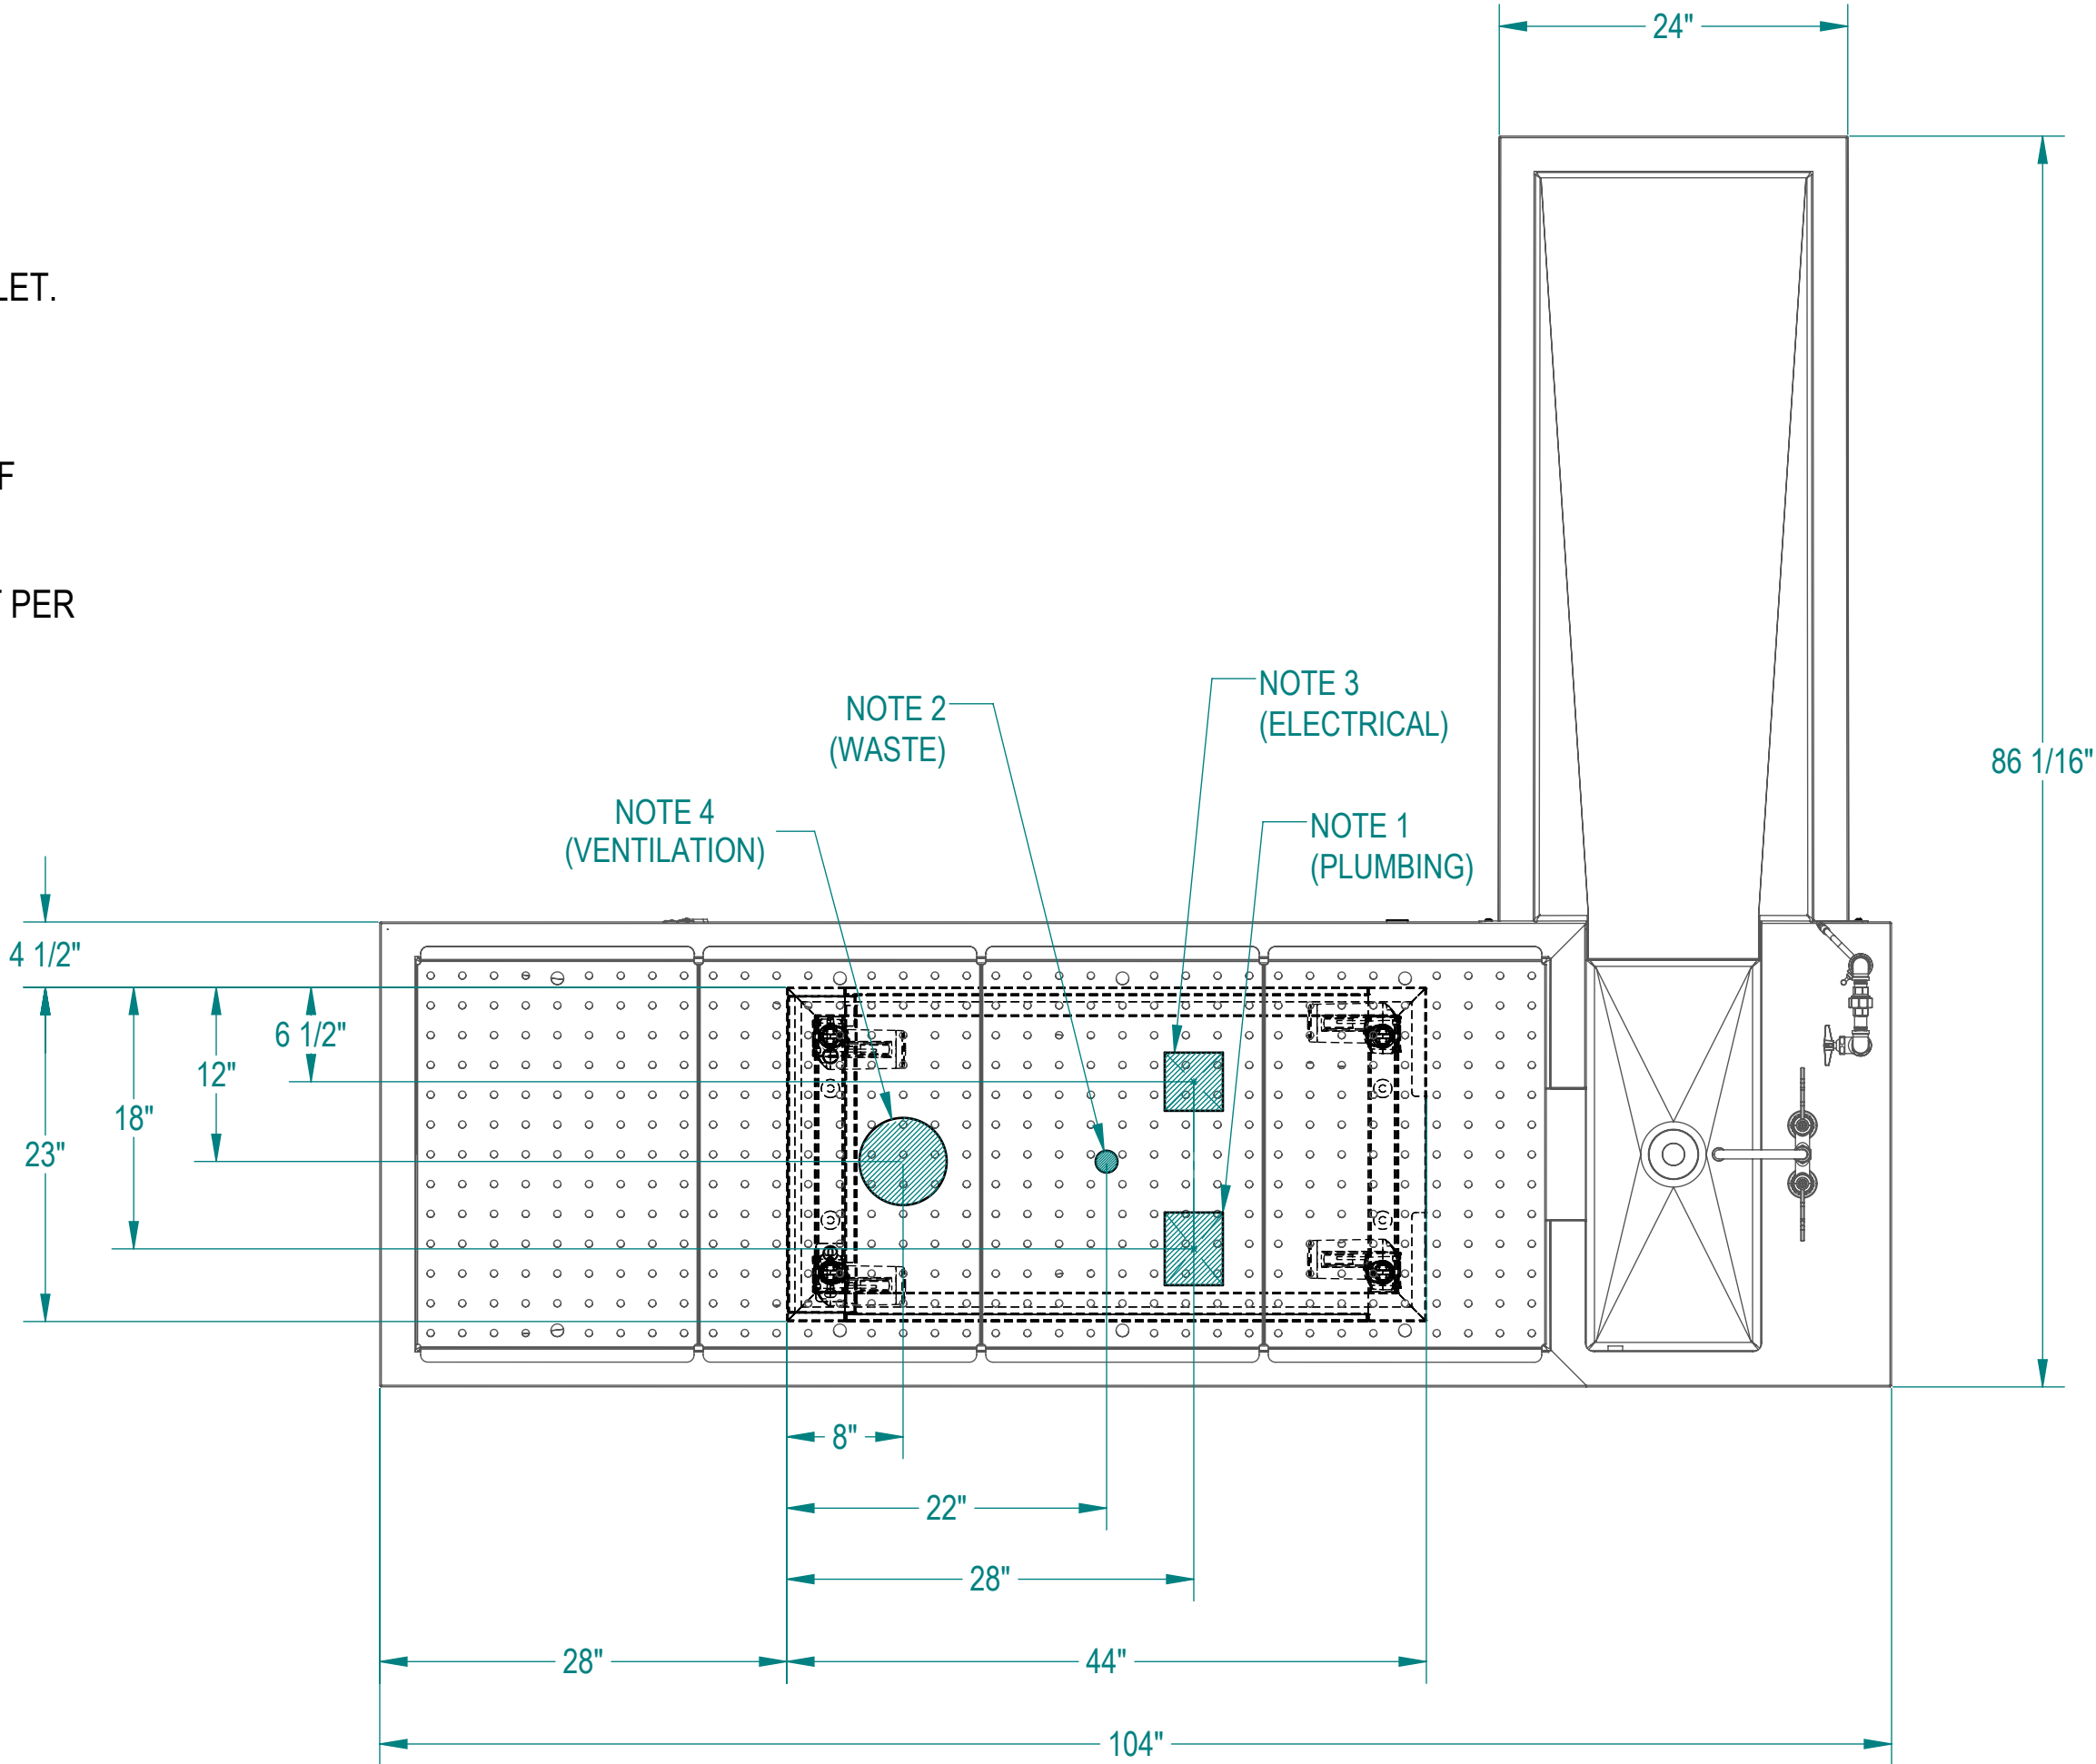 24"
LET.
F
T PER
NOTE 3
(ELECTRICAL)
NOTE 2
(WASTE)
86 1/16"
NOTE 4
(VENTILATION)
NOTE 1
(PLUMBING)
4 1/2"
6 1/2"
12"
18"
23"
8"
22"
28"
28"
44"
104"